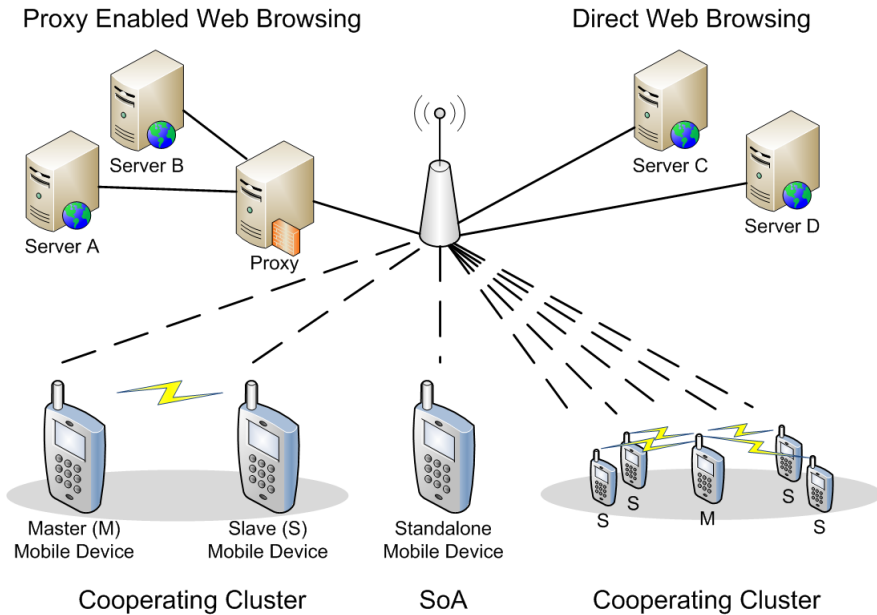 Proxy Enabled Web Browsing
Direct Web Browsing
Server B
Server C
Server A
Server D
Proxy
Master (M)
Mobile Device
Slave (S)
Mobile Device
Standalone
Mobile Device
S
S
M
S
S
Cooperating Cluster
SoA
Cooperating Cluster